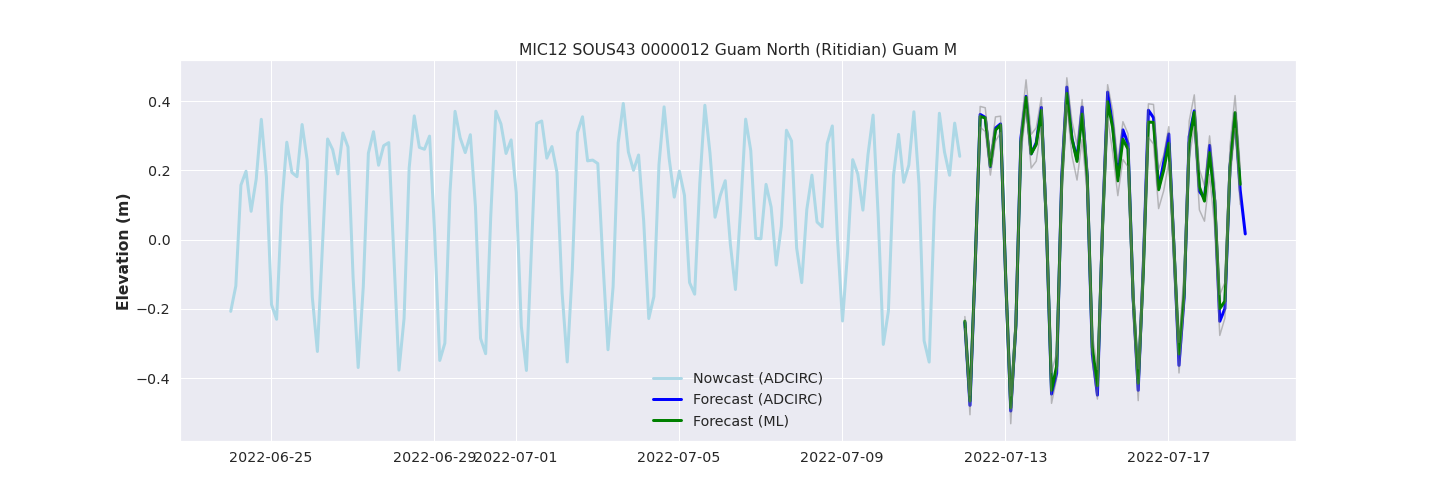 MIC12 SOUS43 0000012 Guam North (Ritidian) Guam M
Elevation (m)
0.4
0.2
0.0
−0.2
−0.4
Nowcast (ADCIRC)
Forecast (ADCIRC)
Forecast (ML)
2022-06-25 2022-06-29 2022-07-01 2022-07-05 2022-07-09 2022-07-13 2022-07-17